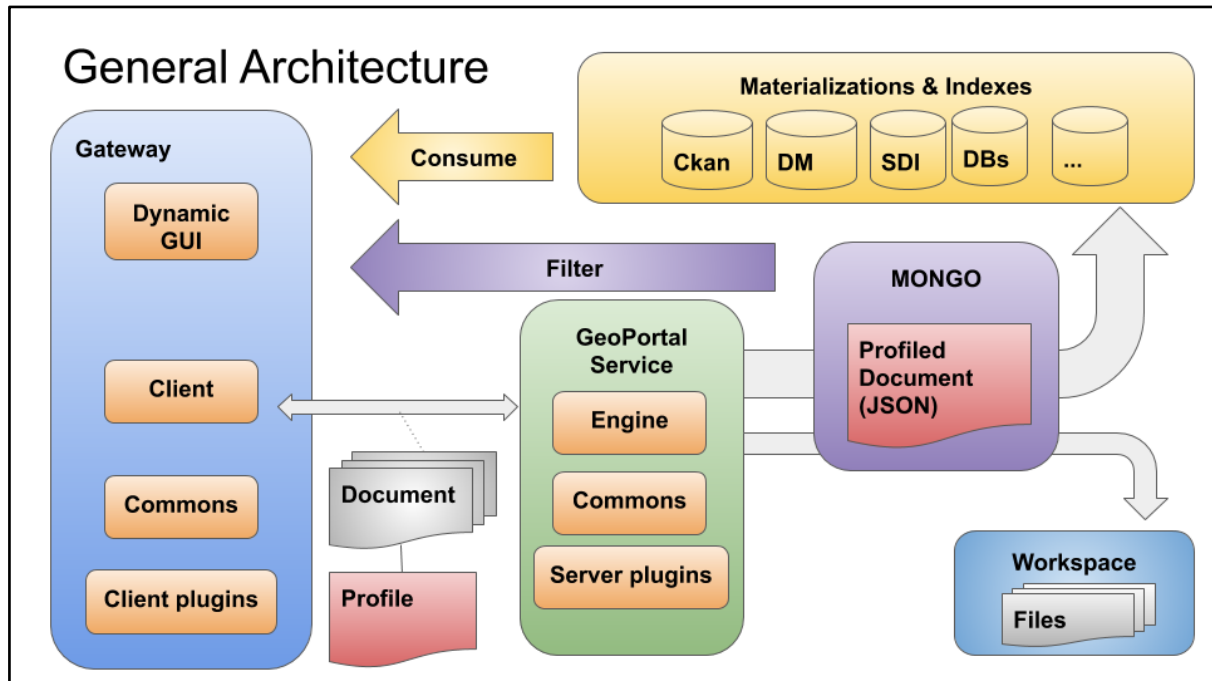 General Architecture
Materializations & Indexes
Ckan
DM
SDI
DBs
...
Gateway
Consume
Dynamic
GUI
Filter
MONGO
GeoPortal
Service
Profiled
Document
(JSON)
Client
Engine
Document
Commons
Commons
Server plugins
Client plugins
Profile
Workspace
Files